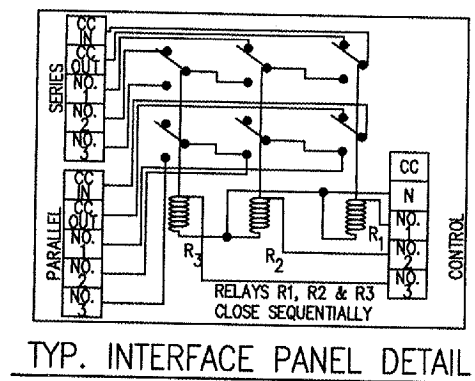 SERIES
CC
IN
CC
OUT
NO.
1
NO.
2
NO.
3
PARALLEL
CC
IN
CC
OUT
NO.
1
NO.
2
NO.
3
R3
R2
R1
CC
N
NO.
1
NO.
2
NO.
3
CONTROL
RELAYS R1, R2 & R3
CLOSE SEQUENTIALLY
TYP. INTERFACE PANEL DETAIL